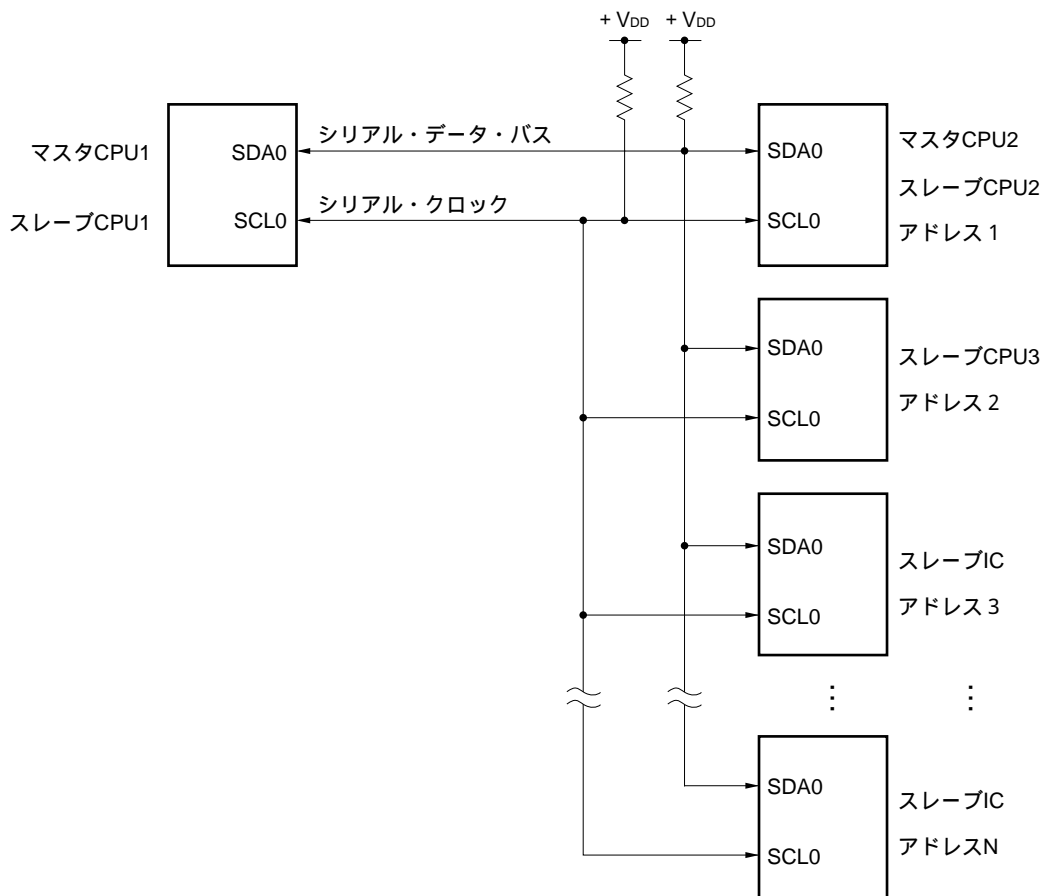 + VDD
+ VDD
マスタCPU1
スレーブCPU1
SDA0
SCL0
シリアル・データ・バス
シリアル・クロック
SDA0
SCL0
マスタCPU2
スレーブCPU2
アドレス1
SDA0
SCL0
スレーブCPU3
アドレス2
SDA0
SCL0
スレーブIC
アドレス3
SDA0
SCL0
スレーブIC
アドレスN